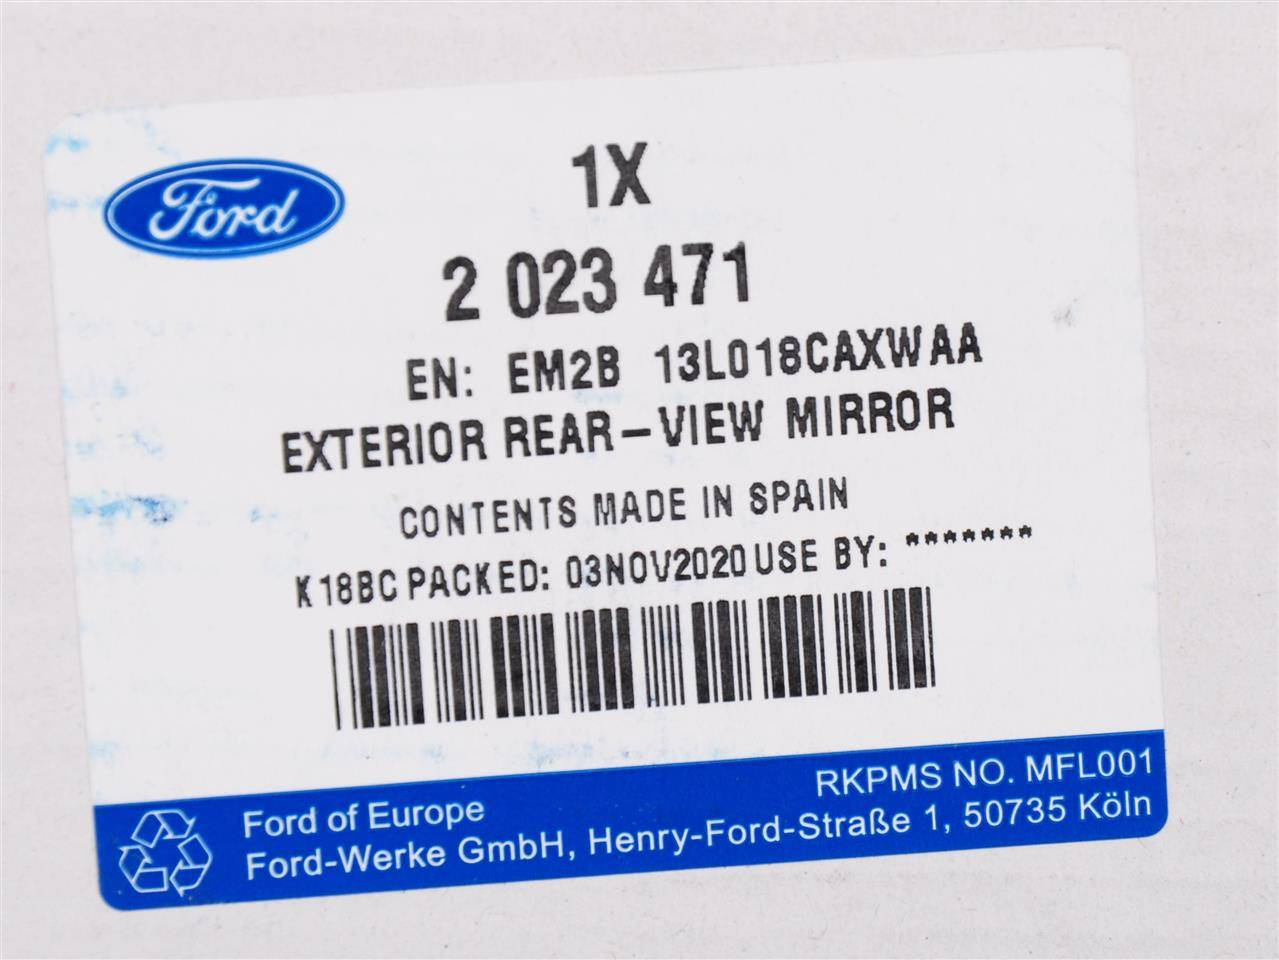 Ford
1X
2 023 471
EN: EM2B 13L018CAXWAA
EXTERIOR REAR-VIEW MIRROR
CONTENTS MADE IN SPAIN
K18BC PACKED: 03NOV2020 USE BY: *******
RKPMS NO. MFL001
Ford of Europe
Ford-Werke GmbH, Henry-Ford-Straße 1, 50735 Köln